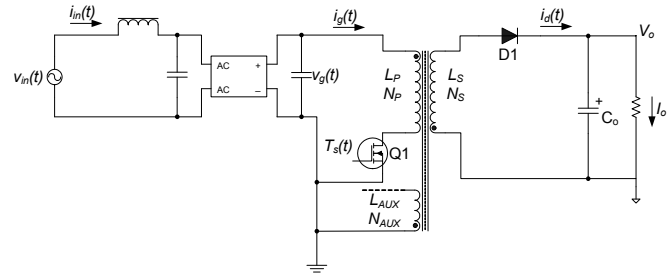 i_in(t)
i_g(t)
i_d(t)
V_o
v_in(t)
AC
+
AC
–
v_g(t)
L_P
N_P
L_S
N_S
D1
+
C_o
I_o
T_s(t)
Q1
L_AUX
N_AUX